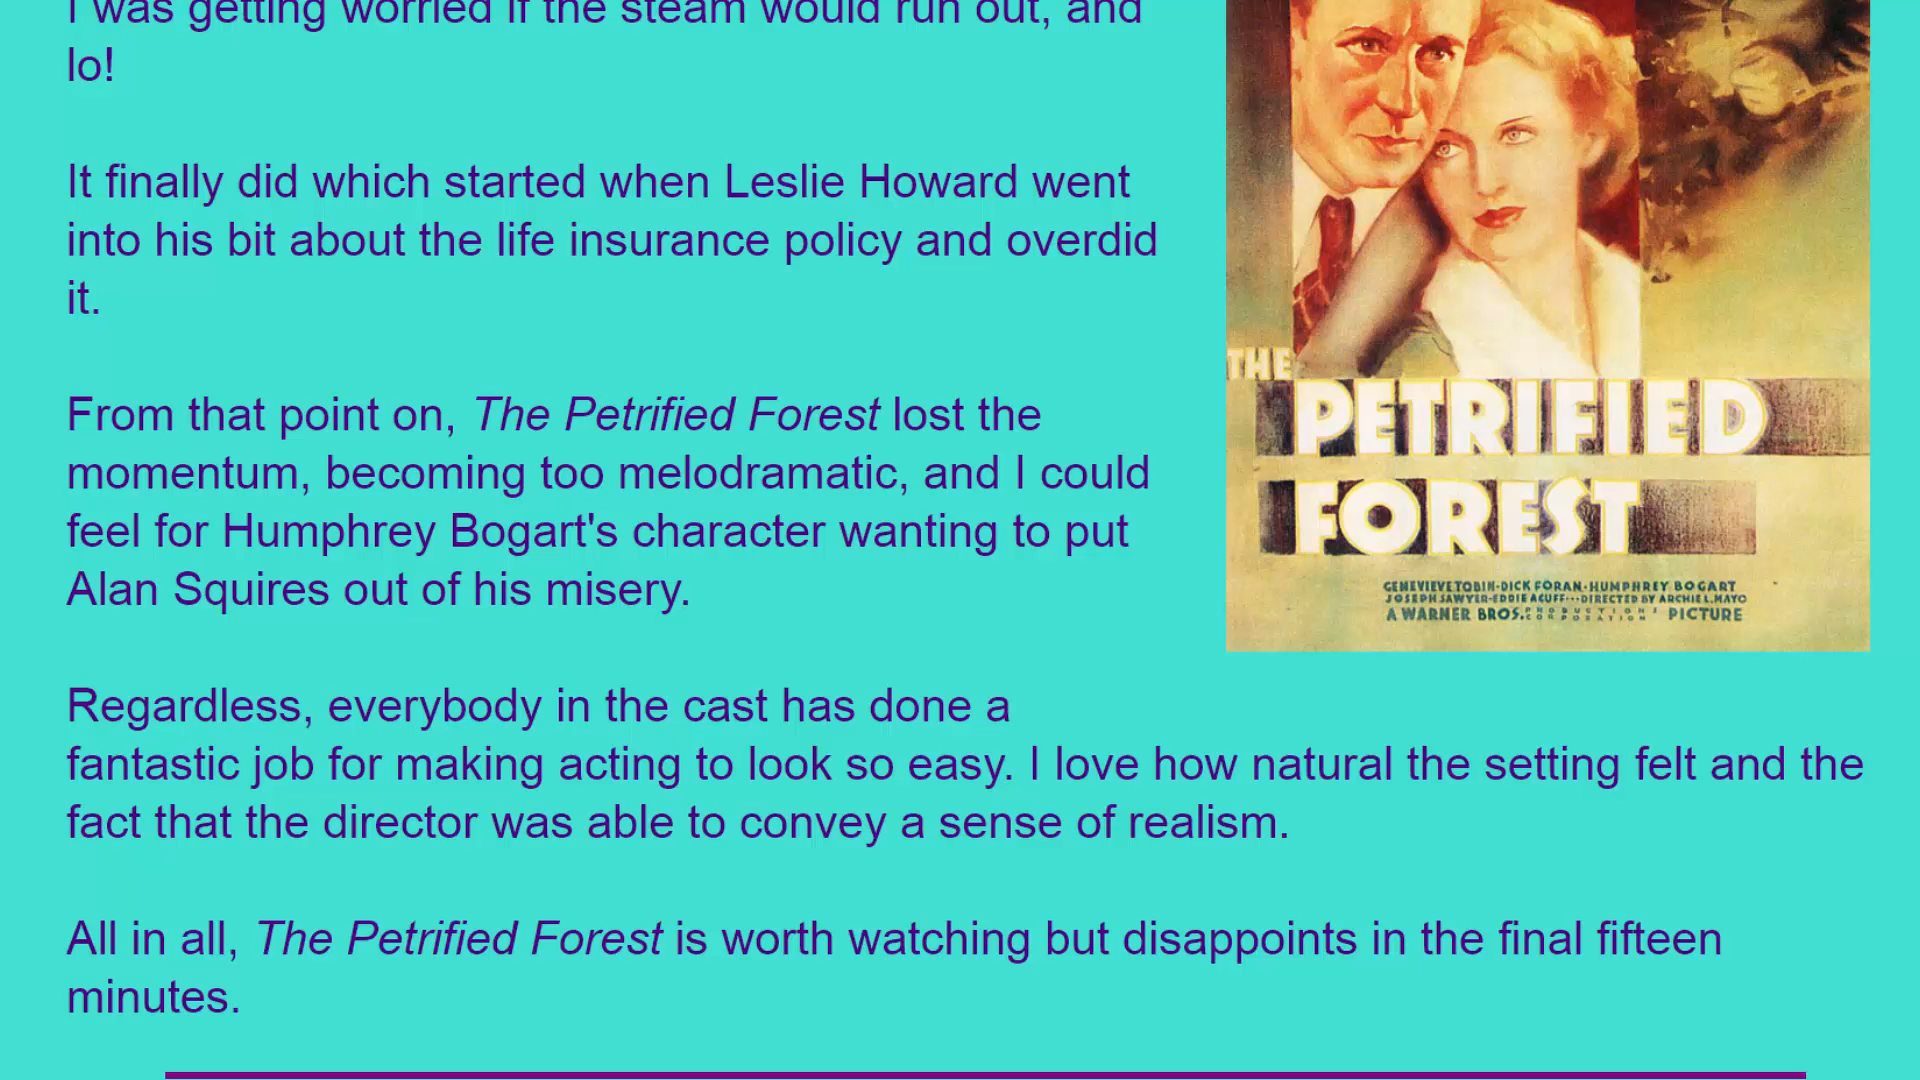 I was getting worried if the steam would run out, and
lo!
It finally did which started when Leslie Howard went
into his bit about the life insurance policy and overdid
it.
From that point on, The Petrified Forest lost the
momentum, becoming too melodramatic, and I could
feel for Humphrey Bogart's character wanting to put
Alan Squires out of his misery.
Regardless, everybody in the cast has done a
fantastic job for making acting to look so easy. I love how natural the setting felt and the
fact that the director was able to convey a sense of realism.
All in all, The Petrified Forest is worth watching but disappoints in the final fifteen
minutes.
THE
PETRIFIED
FOREST
GENEVIEVE TOBIN-DICK FORAN-HUMPHREY BOGART
JOSEPH SAWYER-EDDIE ACUFF---DIRECTED BY ARCHIE L. MAYO
A WARNER BROS. PRODUCTIONS CORPORATION PICTURE